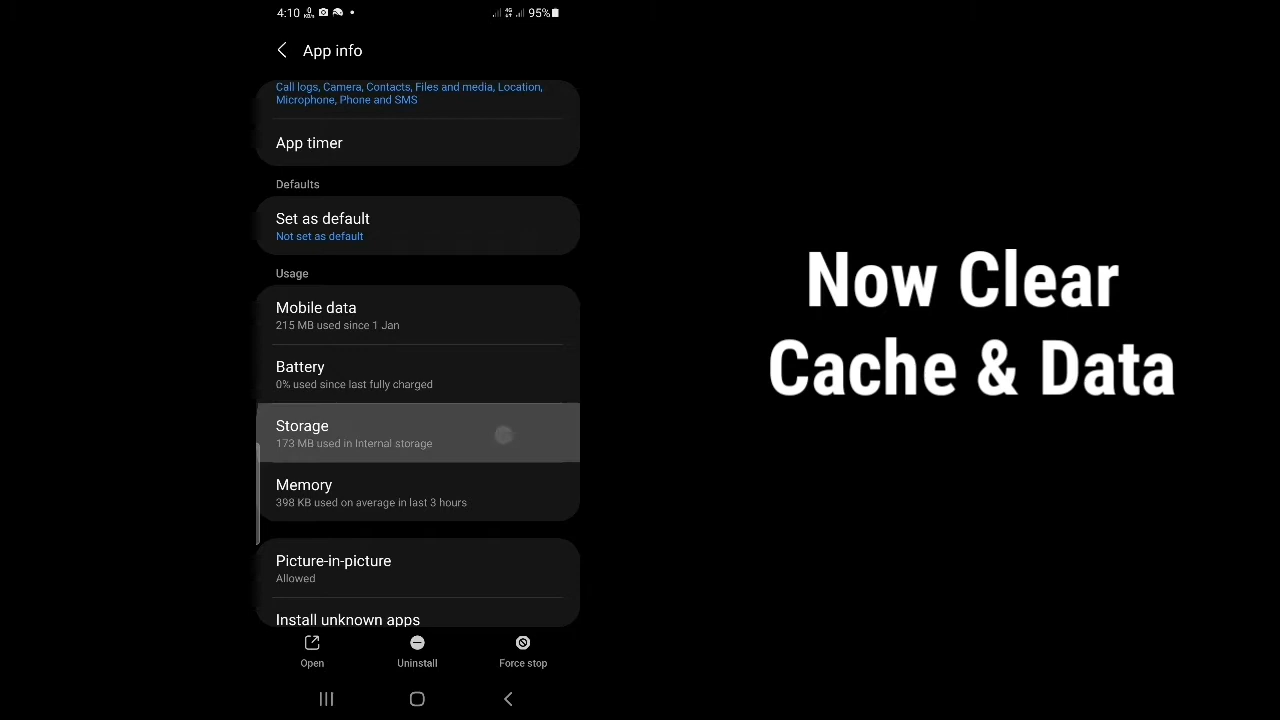 4:10 0 KB/s 4G 95%
App info
Call logs, Camera, Contacts, Files and media, Location,
Microphone, Phone and SMS
App timer
Defaults
Set as default
Not set as default
Usage
Mobile data
215 MB used since 1 Jan
Battery
0% used since last fully charged
Storage
173 MB used in Internal storage
Memory
398 KB used on average in last 3 hours
Picture-in-picture
Allowed
Install unknown apps
Open Uninstall Force stop
Now Clear
Cache & Data